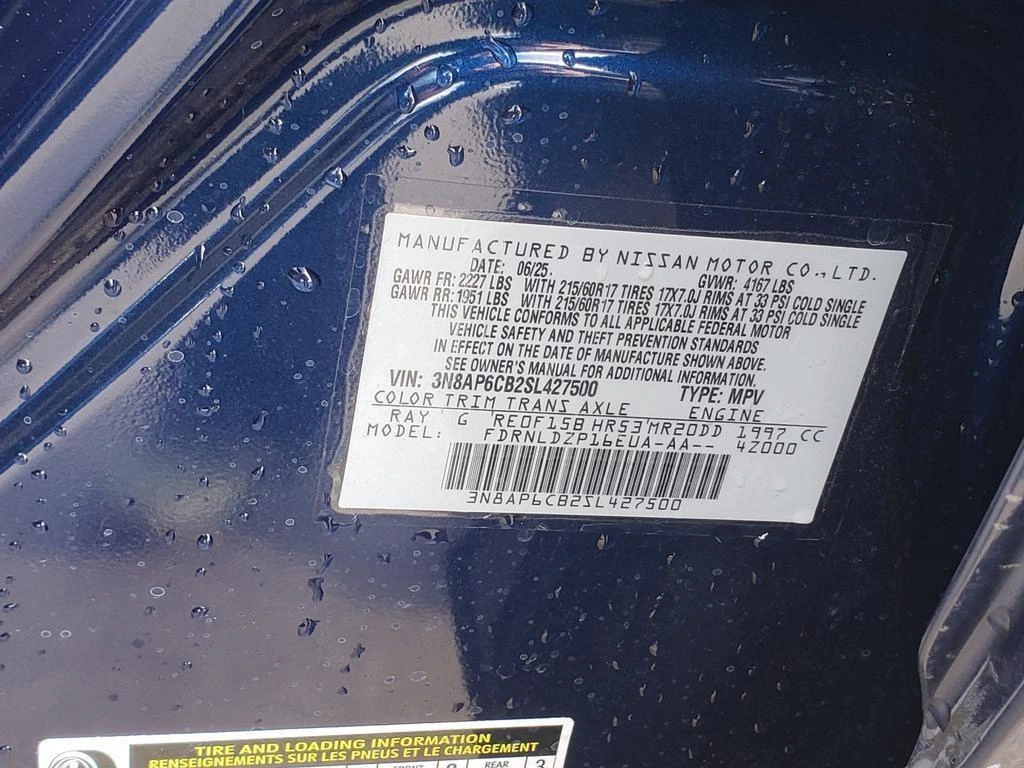 MANUFACTURED BY NISSAN MOTOR CO., LTD.
DATE: 06/25. GVWR: 4167 LBS
GAWR FR: 2227 LBS WITH 215/60R17 TIRES 17X7.0J RIMS AT 33 PSI COLD SINGLE
GAWR RR: 1951 LBS WITH 215/60R17 TIRES 17X7.0J RIMS AT 33 PSI COLD SINGLE
THIS VEHICLE CONFORMS TO ALL APPLICABLE FEDERAL MOTOR
VEHICLE SAFETY AND THEFT PREVENTION STANDARDS
IN EFFECT ON THE DATE OF MANUFACTURE SHOWN ABOVE.
SEE OWNER'S MANUAL FOR ADDITIONAL INFORMATION.
VIN: 3N8AP6CB2SL427500 TYPE: MPV
COLOR TRIM TRANS AXLE ENGINE
RAY G RE0F15B HR53 MR20DD 1997 CC
MODEL: FDRNLDZP16EUA-AA-- 42000
3N8AP6CB2SL427500
TIRE AND LOADING INFORMATION
RENSEIGNEMENTS SUR LES PNEUS ET LE CHARGEMENT
FRONT REAR 3